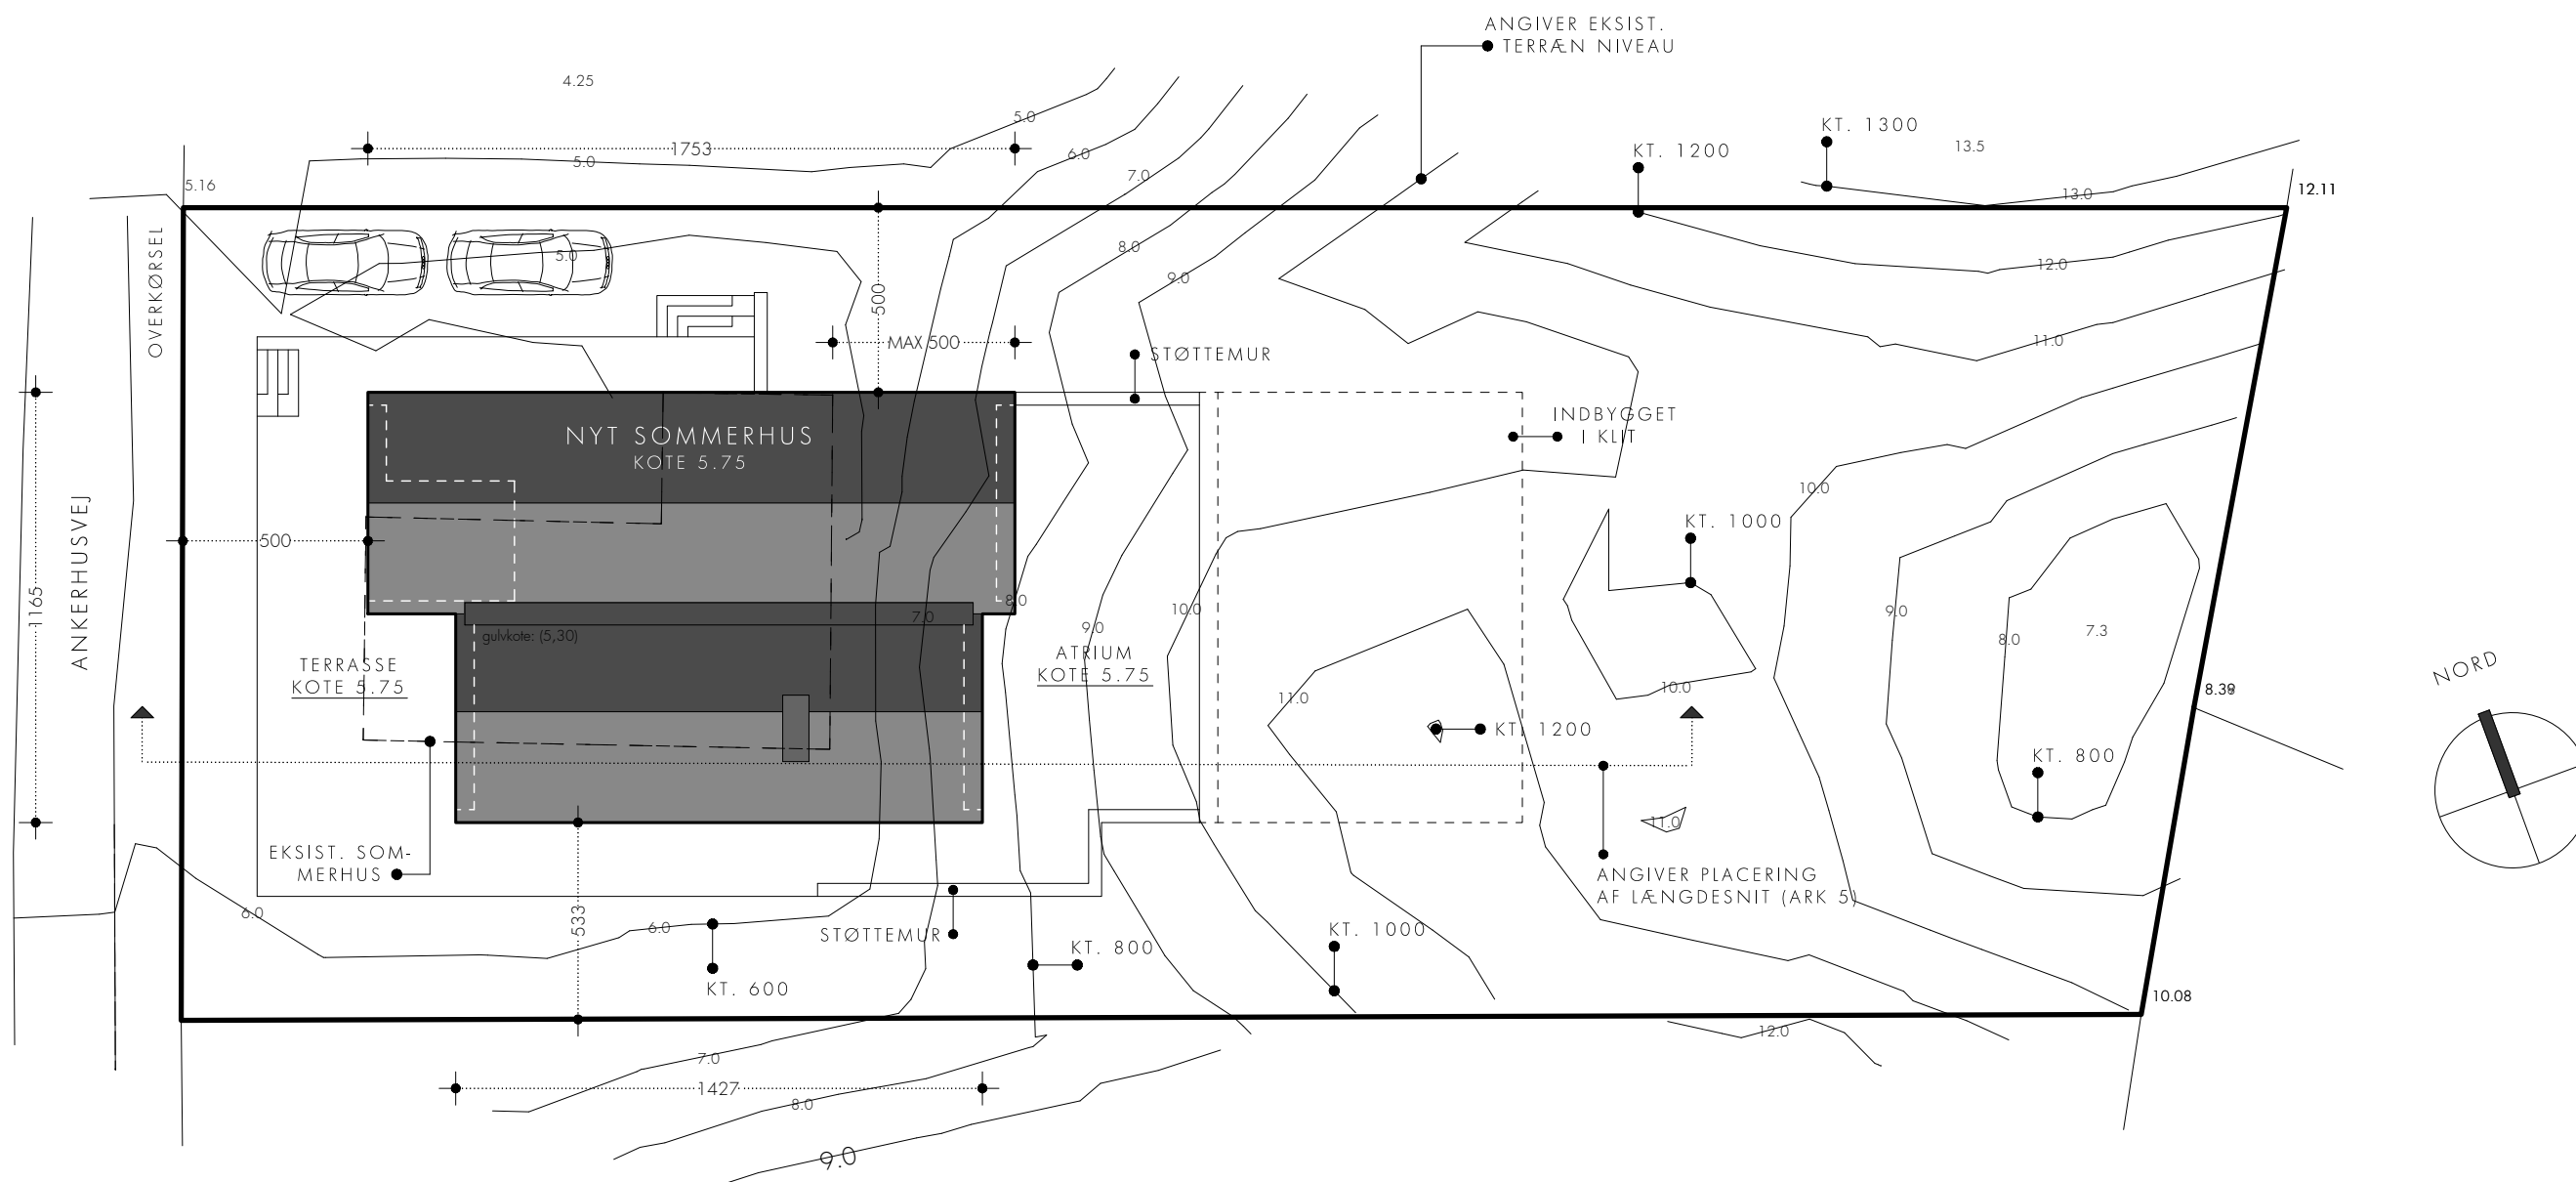 ANGIVER EKSIST.
TERRÆN NIVEAU
4.25
5.0
KT. 1300
KT. 1200
13.5
1753
5.0
6.0
7.0
5.16
13.0
12.11
OVERKØRSEL
5.0
8.0
9.0
12.0
500
MAX 500
STØTTEMUR
11.0
NYT SOMMERHUS
KOTE 5.75
INDBYGGET
I KLIT
10.0
KT. 1000
500
ANKERHUSVEJ
1165
8.0
10.0
7.0
9.0
gulvkote: (5,30)
9.0
8.0
7.3
TERRASSE
KOTE 5.75
ATRIUM
KOTE 5.75
11.0
10.0
8.39
NORD
KT. 1200
KT. 800
11.0
EKSIST. SOM-
MERHUS
ANGIVER PLACERING
AF LÆNGDESNIT (ARK 5)
6.0
533
6.0
STØTTEMUR
KT. 800
KT. 1000
KT. 600
10.08
12.0
7.0
1427
8.0
9.0